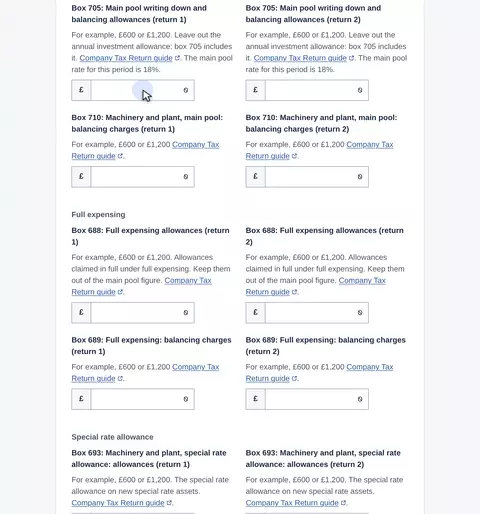 Box 705: Main pool writing down and
balancing allowances (return 1)
For example, £600 or £1,200. Leave out the
annual investment allowance: box 705 includes
it. Company Tax Return guide. The main pool
rate for this period is 18%.
£ 0
Box 705: Main pool writing down and
balancing allowances (return 2)
For example, £600 or £1,200. Leave out the
annual investment allowance: box 705 includes
it. Company Tax Return guide. The main pool
rate for this period is 18%.
£ 0
Box 710: Machinery and plant, main pool:
balancing charges (return 1)
For example, £600 or £1,200 Company Tax
Return guide.
£ 0
Box 710: Machinery and plant, main pool:
balancing charges (return 2)
For example, £600 or £1,200 Company Tax
Return guide.
£ 0
Full expensing
Box 688: Full expensing allowances (return
1)
For example, £600 or £1,200. Allowances
claimed in full under full expensing. Keep them
out of the main pool figure. Company Tax
Return guide.
£ 0
Box 688: Full expensing allowances (return
2)
For example, £600 or £1,200. Allowances
claimed in full under full expensing. Keep them
out of the main pool figure. Company Tax
Return guide.
£ 0
Box 689: Full expensing: balancing charges
(return 1)
For example, £600 or £1,200 Company Tax
Return guide.
£ 0
Box 689: Full expensing: balancing charges
(return 2)
For example, £600 or £1,200 Company Tax
Return guide.
£ 0
Special rate allowance
Box 693: Machinery and plant, special rate
allowance: allowances (return 1)
For example, £600 or £1,200. The special rate
allowance on new special rate assets.
Company Tax Return guide.
Box 693: Machinery and plant, special rate
allowance: allowances (return 2)
For example, £600 or £1,200. The special rate
allowance on new special rate assets.
Company Tax Return guide.